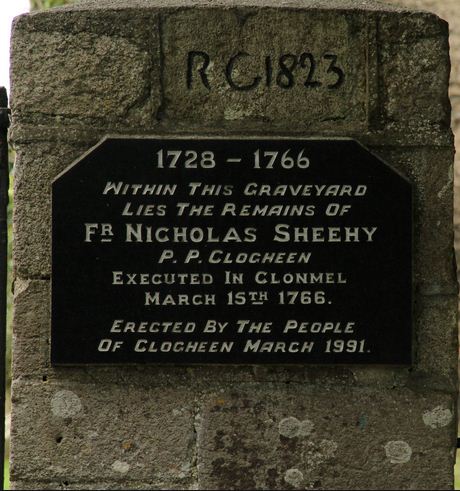 R C 1823
1728 – 1766
WITHIN THIS GRAVEYARD
LIES THE REMAINS OF
FR NICHOLAS SHEEHY
P. P. CLOGHEEN
EXECUTED IN CLONMEL
MARCH 15TH 1766.
ERECTED BY THE PEOPLE
OF CLOGHEEN MARCH 1991.